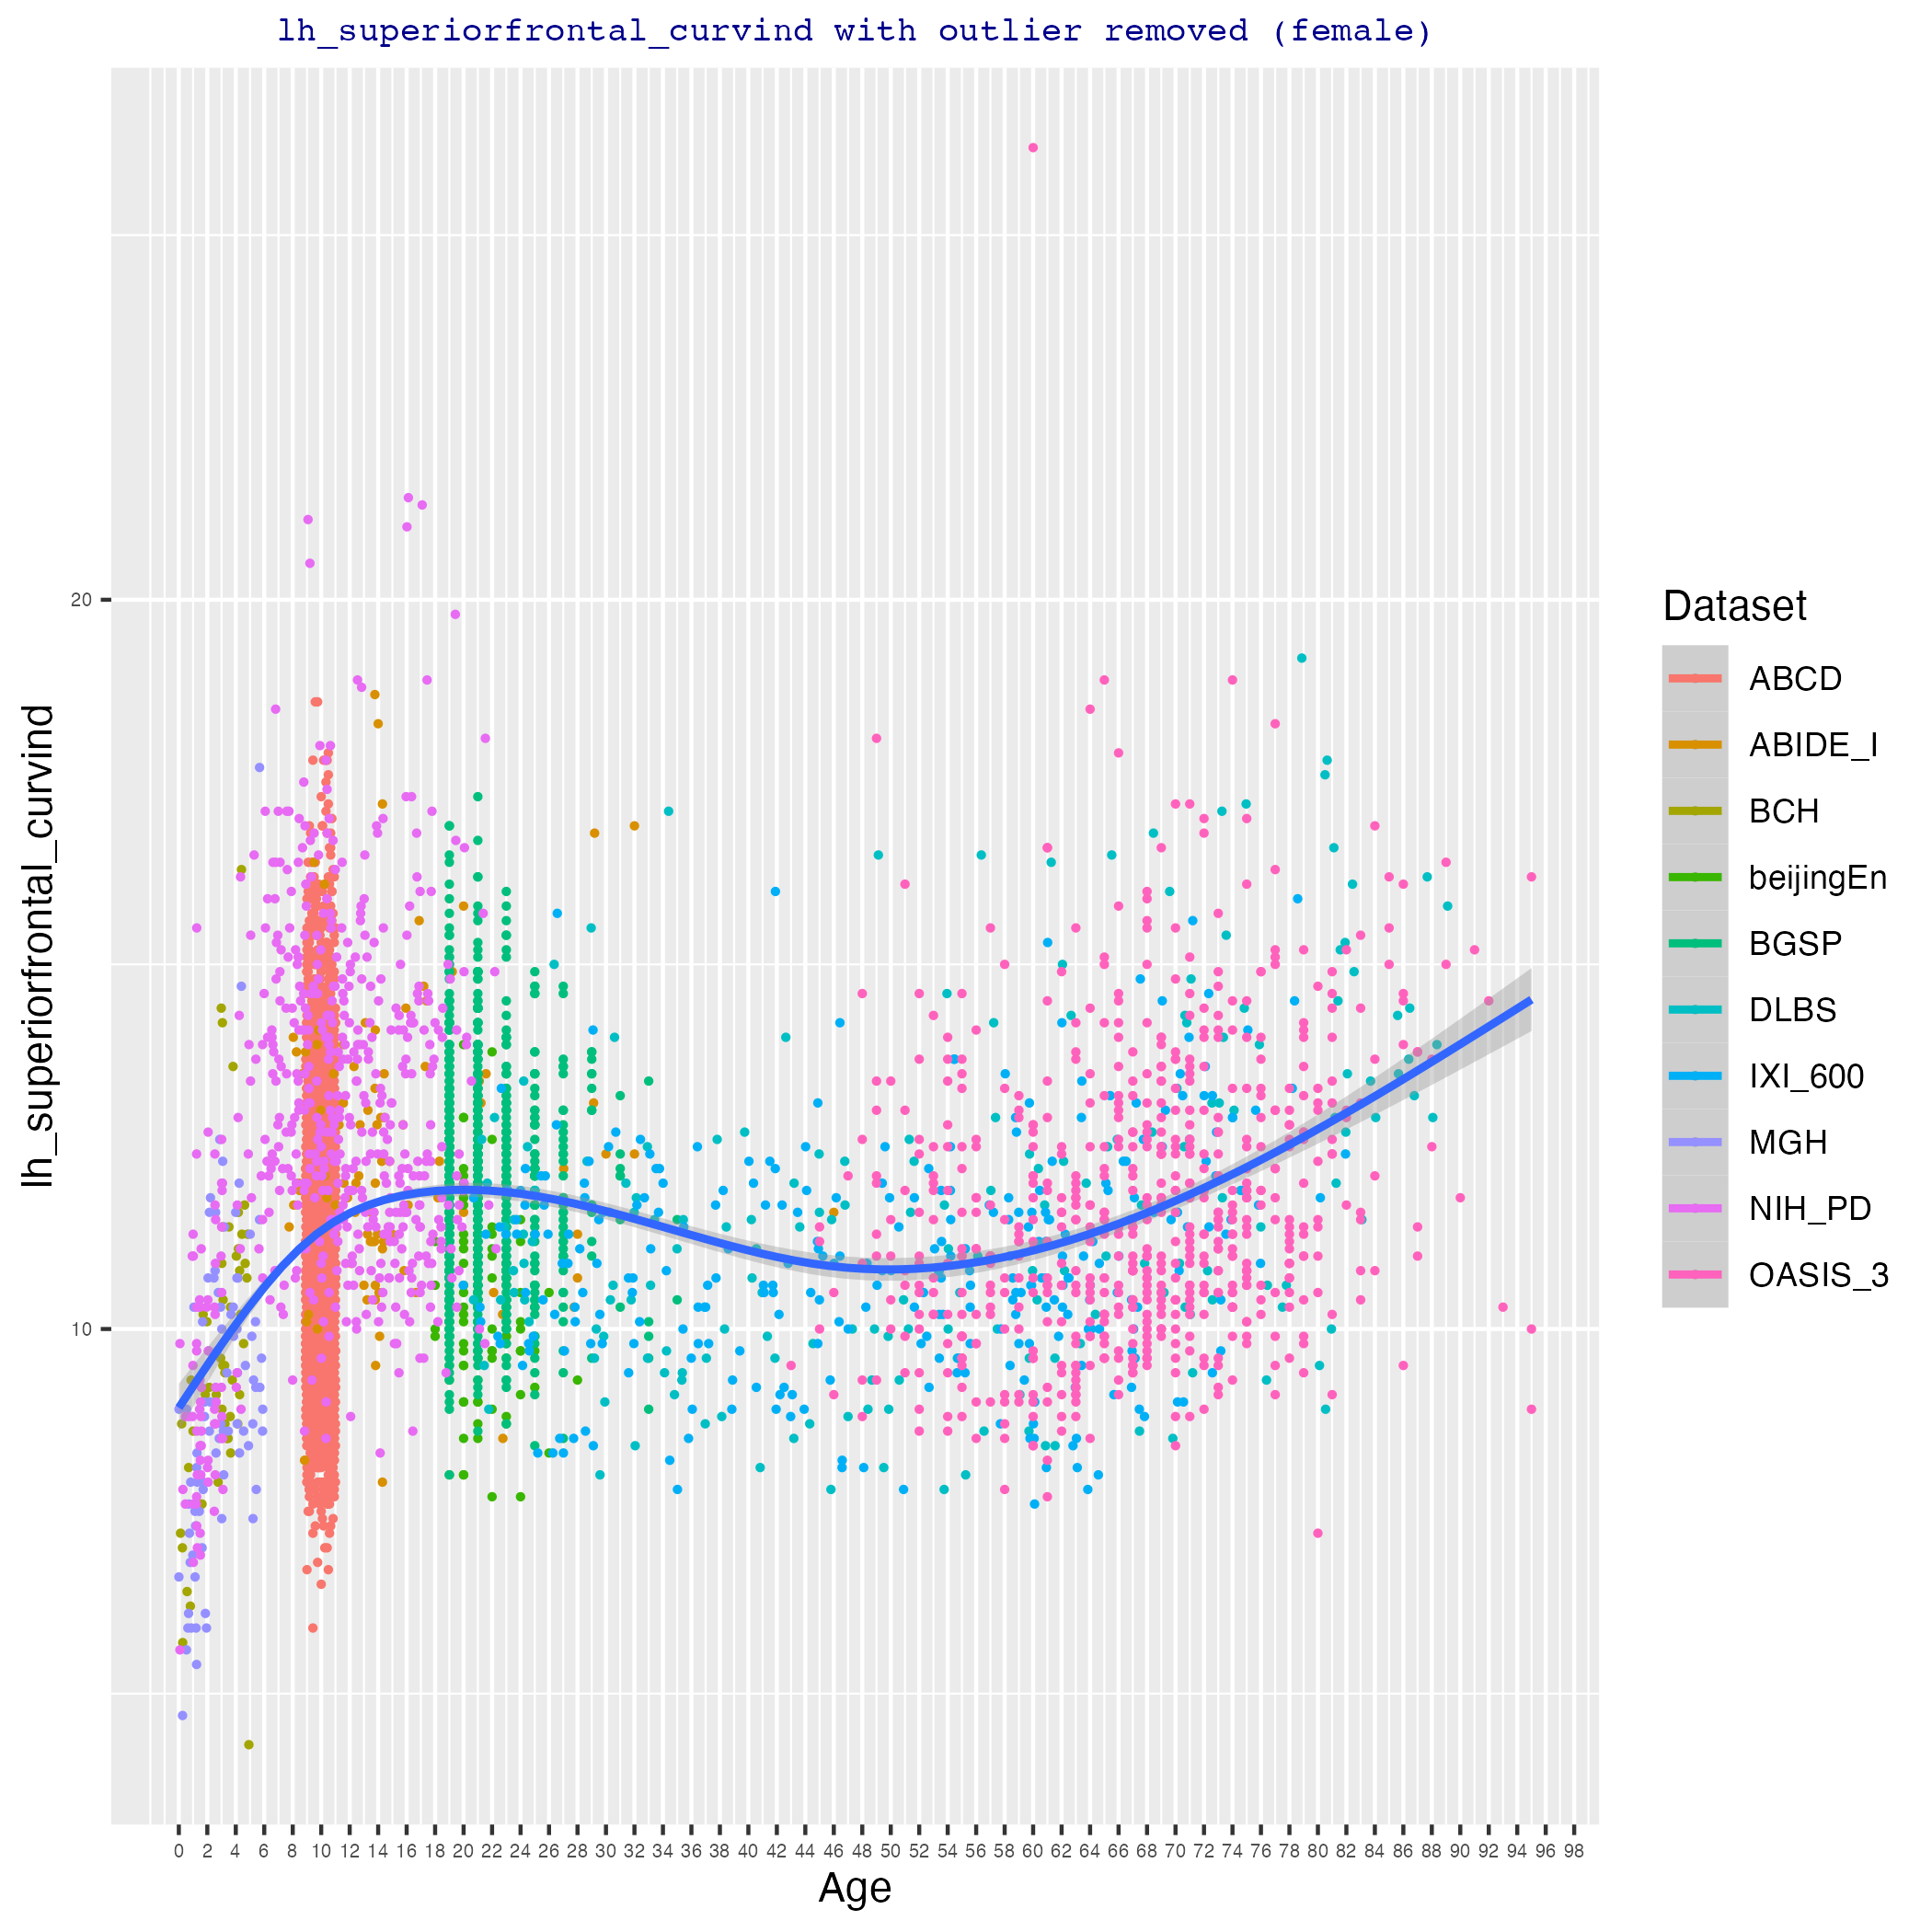 lh_superiorfrontal_curvind with outlier removed (female)
lh_superiorfrontal_curvind
20
10
0 2 4 6 8 10 12 14 16 18 20 22 24 26 28 30 32 34 36 38 40 42 44 46 48 50 52 54 56 58 60 62 64 66 68 70 72 74 76 78 80 82 84 86 88 90 92 94 96 98
Age
Dataset
ABCD
ABIDE_I
BCH
beijingEn
BGSP
DLBS
IXI_600
MGH
NIH_PD
OASIS_3